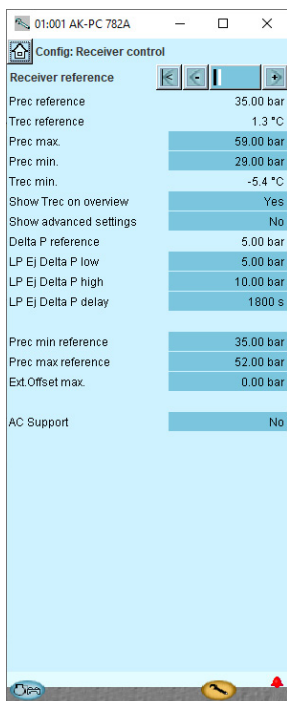 01:001 AK-PC 782A
Config: Receiver control
Receiver reference
Prec reference 35.00 bar
Trec reference 1.3 °C
Prec max. 59.00 bar
Prec min. 29.00 bar
Trec min. -5.4 °C
Show Trec on overview Yes
Show advanced settings No
Delta P reference 5.00 bar
LP Ej Delta P low 5.00 bar
LP Ej Delta P high 10.00 bar
LP Ej Delta P delay 1800 s
Prec min reference 35.00 bar
Prec max reference 52.00 bar
Ext.Offset max. 0.00 bar
AC Support No